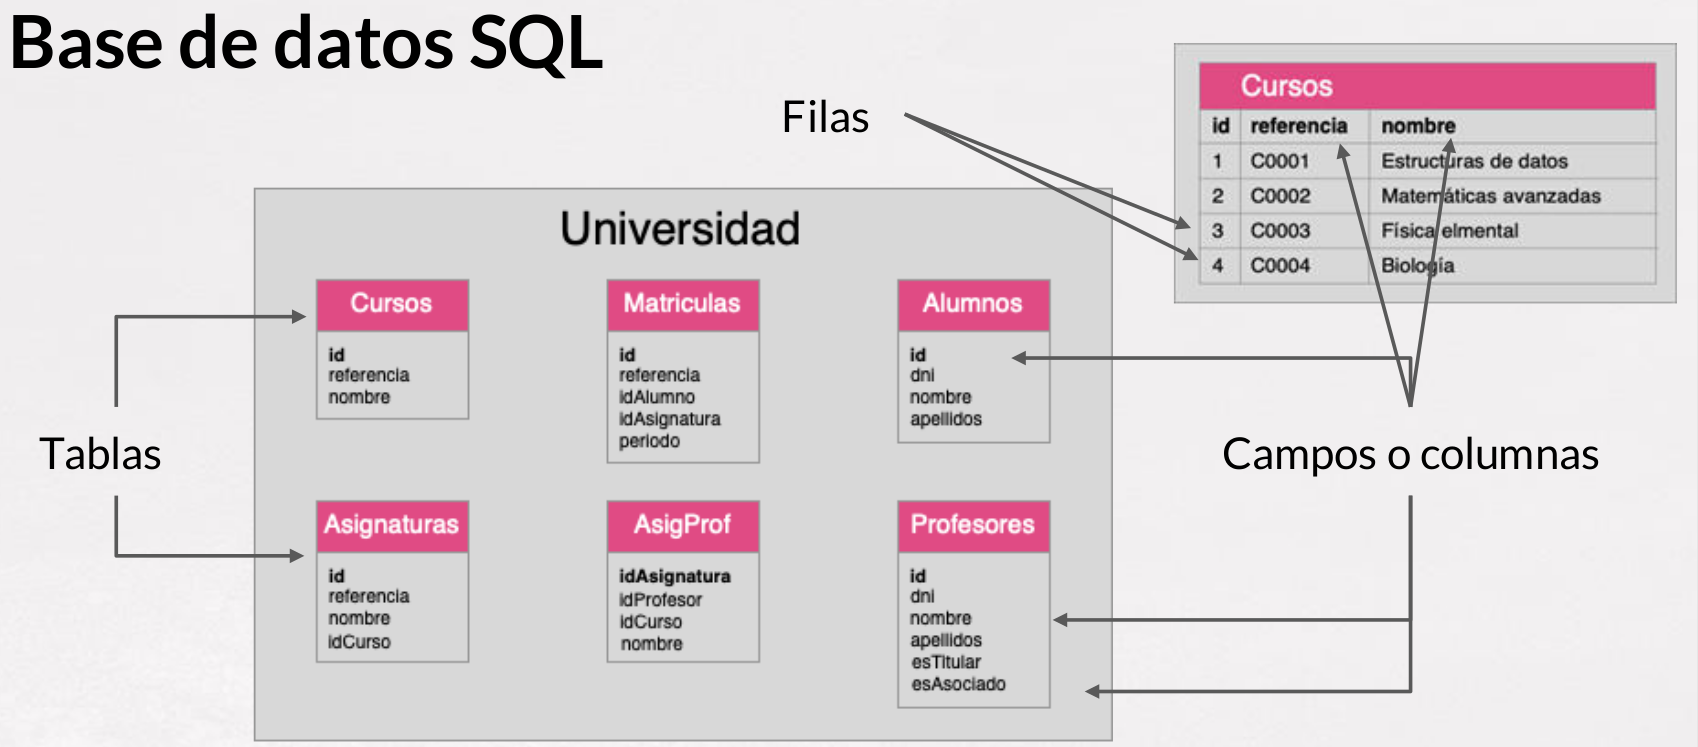 Base de datos SQL
Filas
Cursos
id referencia nombre
1 C0001 Estructuras de datos
2 C0002 Matemáticas avanzadas
3 C0003 Física elmental
4 C0004 Biología
Universidad
Cursos
id
referencia
nombre
Matriculas
id
referencia
idAlumno
idAsignatura
periodo
Alumnos
id
dni
nombre
apellidos
Tablas
Campos o columnas
Asignaturas
id
referencia
nombre
idCurso
AsigProf
idAsignatura
idProfesor
idCurso
nombre
Profesores
id
dni
nombre
apellidos
esTitular
esAsociado